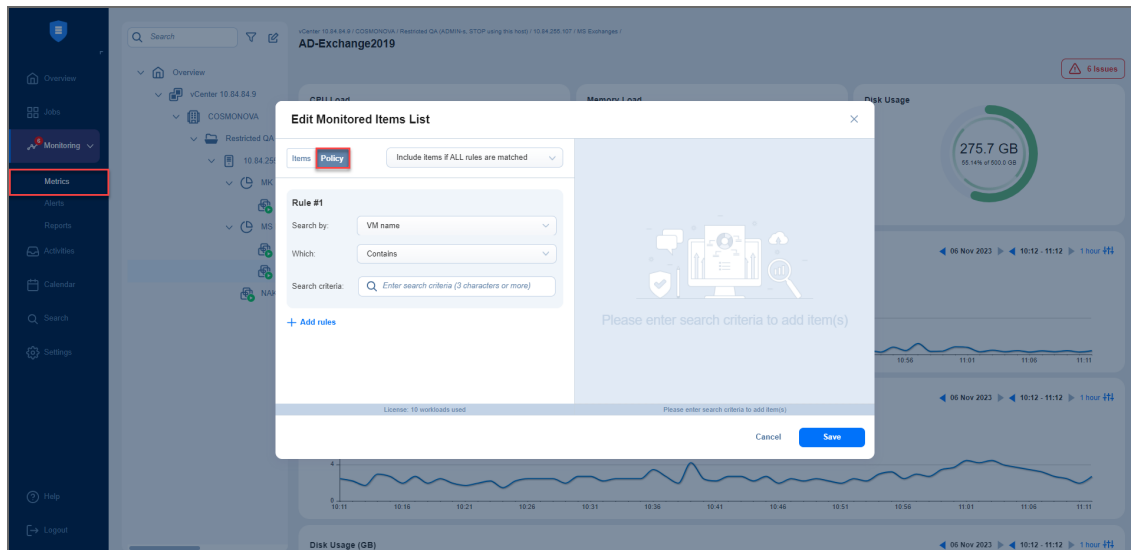 Search
vCenter 10.84.84.9 / COSMONOVA / Restricted QA (ADMIN-s, STOP using this host) / 10.84.255.107 / MS Exchanges /
AD-Exchange2019
6 Issues
Overview
Jobs
Monitoring
Metrics
Alerts
Reports
Activities
Calendar
Search
Settings
Help
Logout
Overview
vCenter 10.84.84.9
COSMONOVA
Restricted QA
10.84.25
MK
MS
NAK
CPU Load
Memory Load
Disk Usage
275.7 GB
55.14% of 500.0 GB
Edit Monitored Items List
Items
Policy
Include items if ALL rules are matched
Rule #1
Search by:
VM name
Which:
Contains
Search criteria:
Enter search criteria (3 characters or more)
Add rules
Please enter search criteria to add item(s)
License: 10 workloads used
Please enter search criteria to add item(s)
Cancel
Save
06 Nov 2023
10:12 - 11:12
1 hour
10:56 11:01 11:06 11:11
06 Nov 2023
10:12 - 11:12
1 hour
4
0
10:11 10:16 10:21 10:26 10:31 10:36 10:41 10:46 10:51 10:56 11:01 11:06 11:11
Disk Usage (GB)
06 Nov 2023
10:12 - 11:12
1 hour